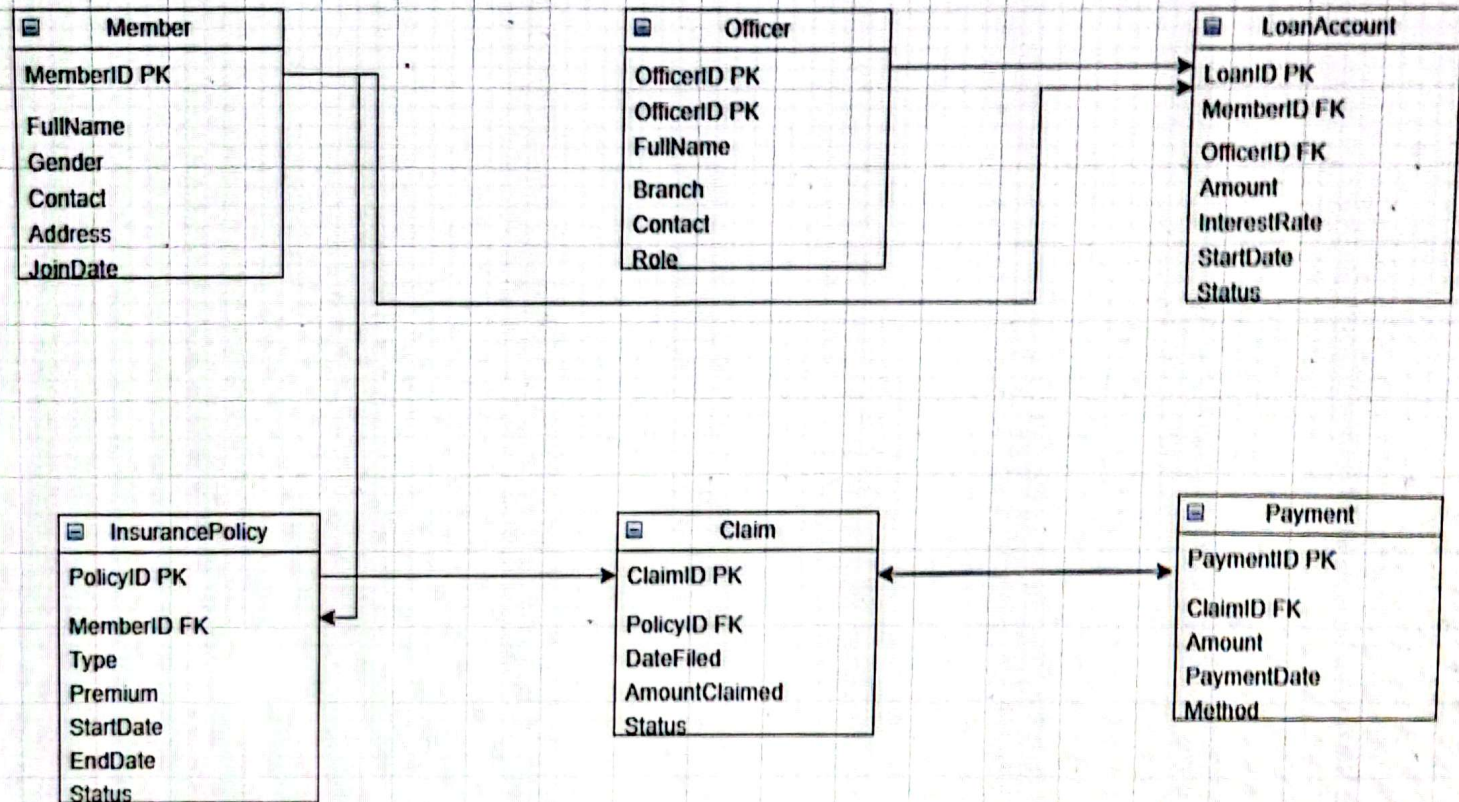 Member
MemberID PK
FullName
Gender
Contact
Address
JoinDate
Officer
OfficerID PK
OfficerID PK
FullName
Branch
Contact
Role
LoanAccount
LoanID PK
MemberID FK
OfficerID FK
Amount
InterestRate
StartDate
Status
InsurancePolicy
PolicyID PK
MemberID FK
Type
Premium
StartDate
EndDate
Status
Claim
ClaimID PK
PolicyID FK
DateFiled
AmountClaimed
Status
Payment
PaymentID PK
ClaimID FK
Amount
PaymentDate
Method